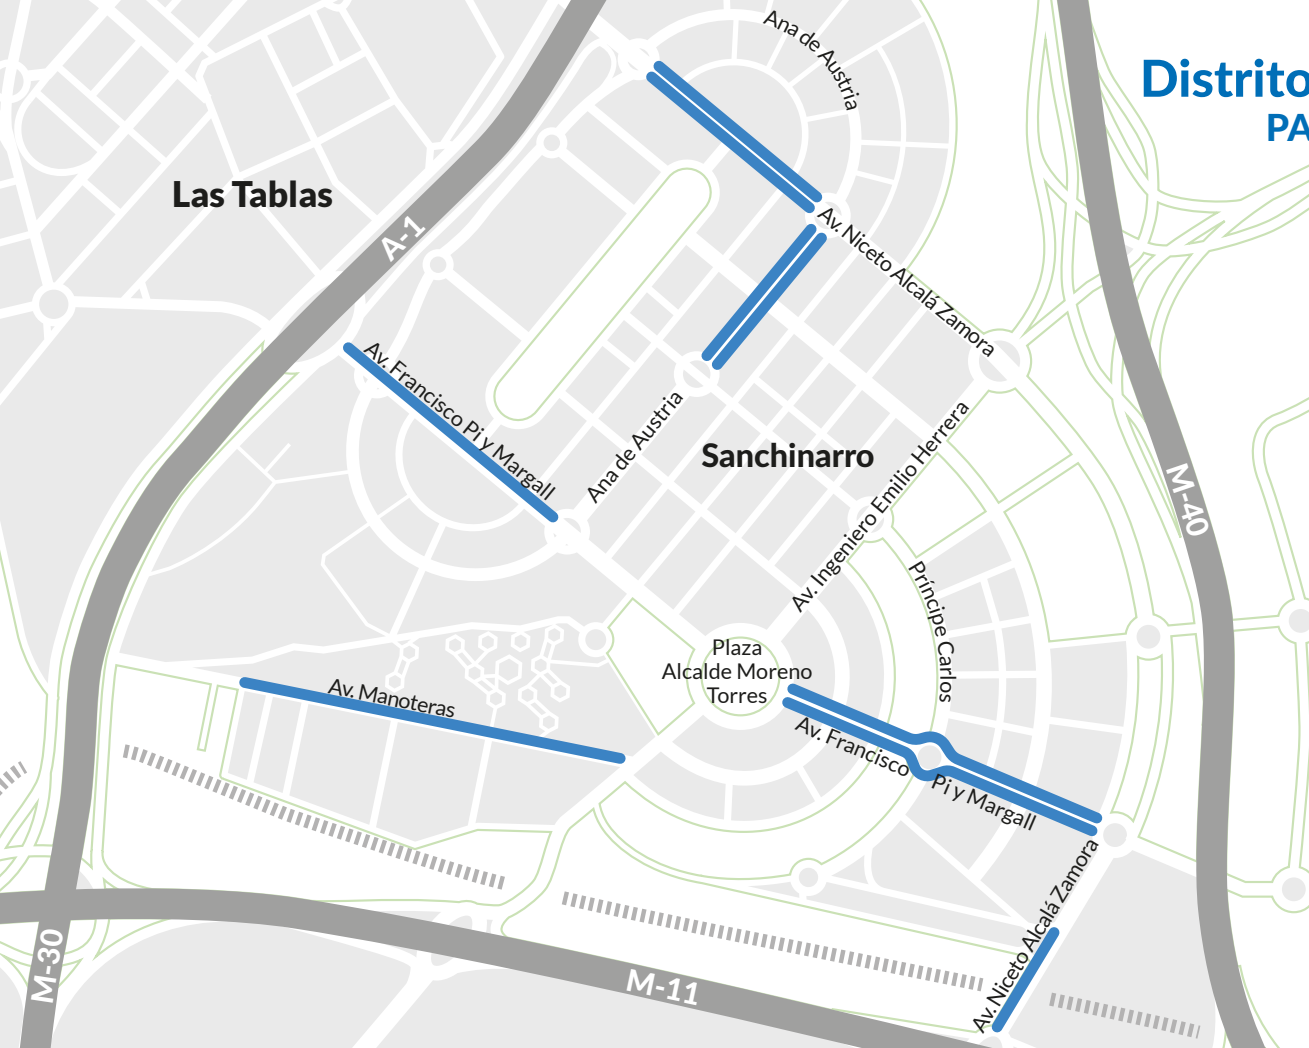 Ana de Austria
Distrito
PA
Las Tablas
A-1
Av. Niceto Alcalá Zamora
Av. Francisco Pi y Margall
Ana de Austria
Sanchinarro
Av. Ingeniero Emilio Herrera
M-40
Príncipe Carlos
Plaza
Alcalde Moreno
Torres
Av. Manoteras
Av. Francisco Pi y Margall
Av. Niceto Alcalá Zamora
M-30
M-11